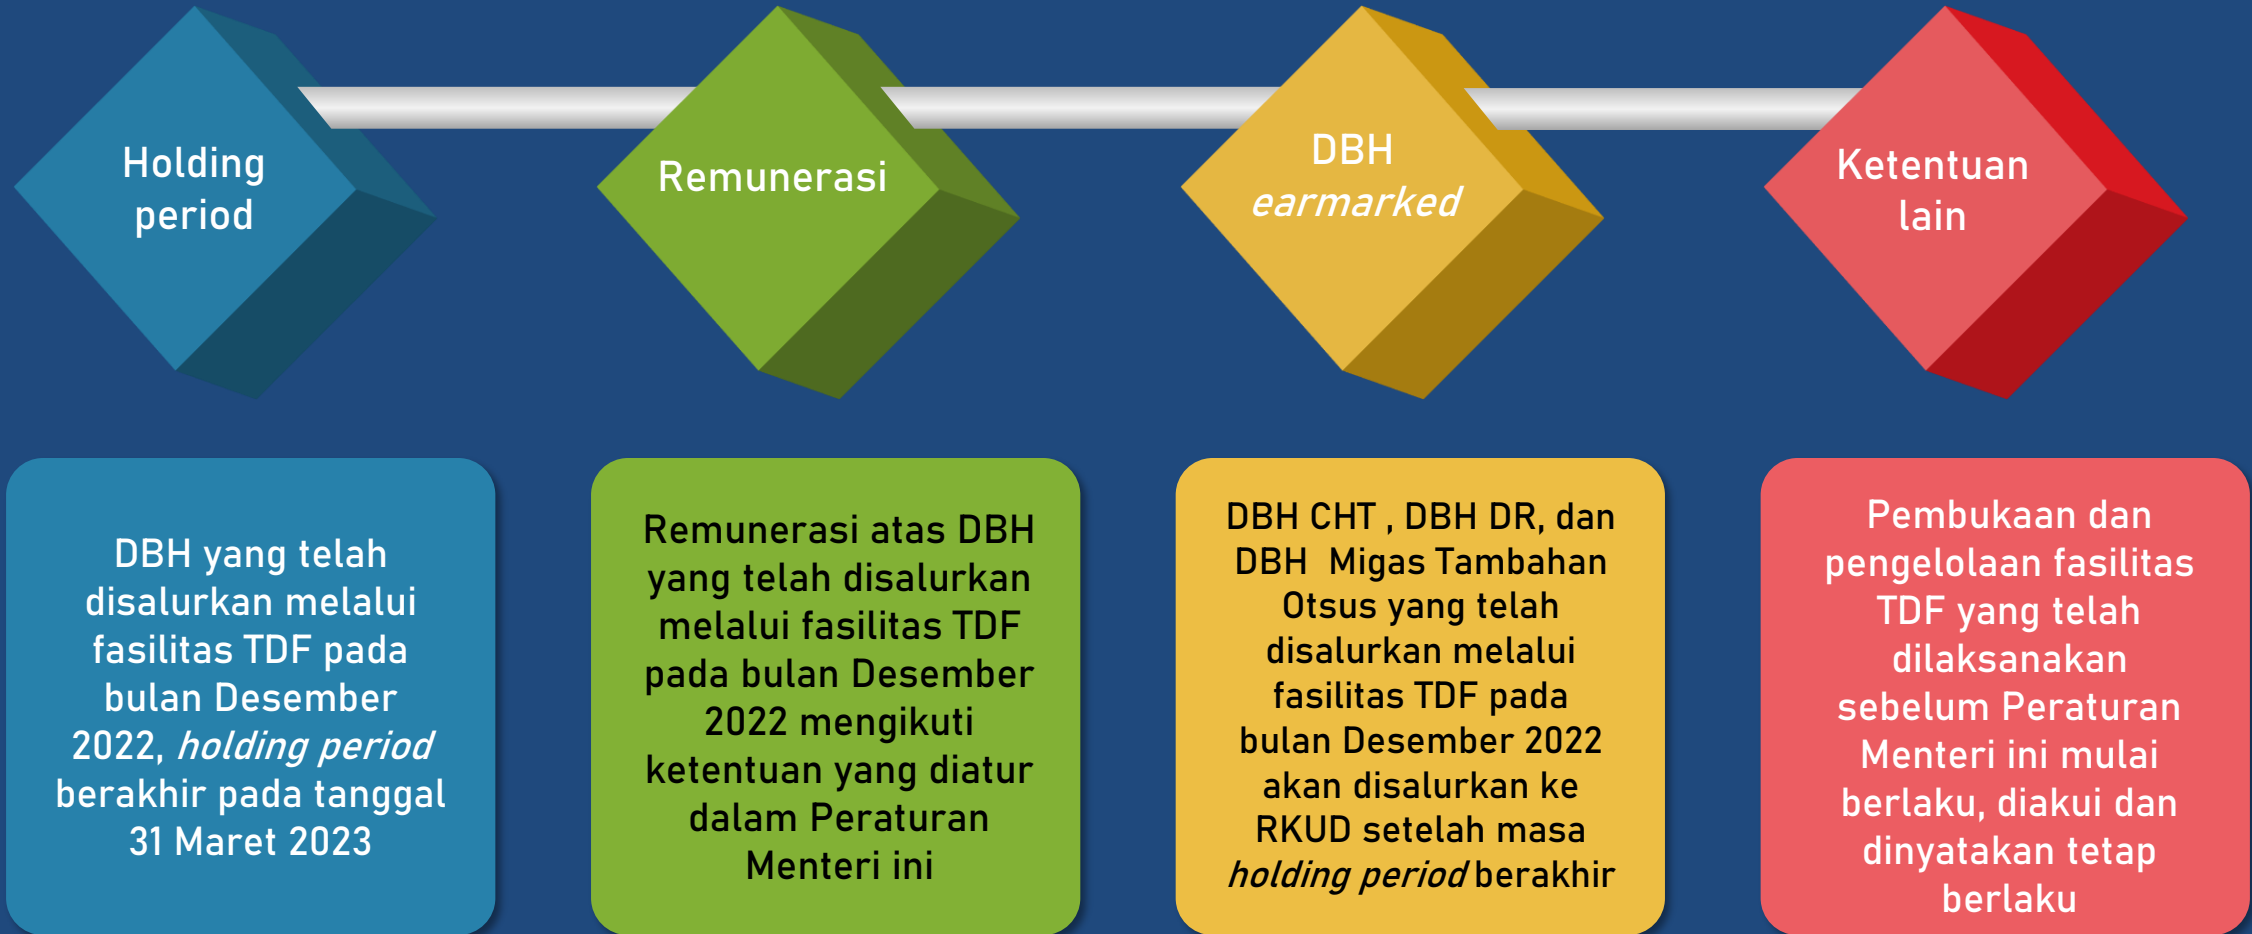 Holding
period
Remunerasi
DBH
earmarked
Ketentuan
lain
DBH yang telah
disalurkan melalui
fasilitas TDF pada
bulan Desember
2022, holding period
berakhir pada tanggal
31 Maret 2023
Remunerasi atas DBH
yang telah disalurkan
melalui fasilitas TDF
pada bulan Desember
2022 mengikuti
ketentuan yang diatur
dalam Peraturan
Menteri ini
DBH CHT , DBH DR, dan
DBH  Migas Tambahan
Otsus yang telah
disalurkan melalui
fasilitas TDF pada
bulan Desember 2022
akan disalurkan ke
RKUD setelah masa
holding period berakhir
Pembukaan dan
pengelolaan fasilitas
TDF yang telah
dilaksanakan
sebelum Peraturan
Menteri ini mulai
berlaku, diakui dan
dinyatakan tetap
berlaku